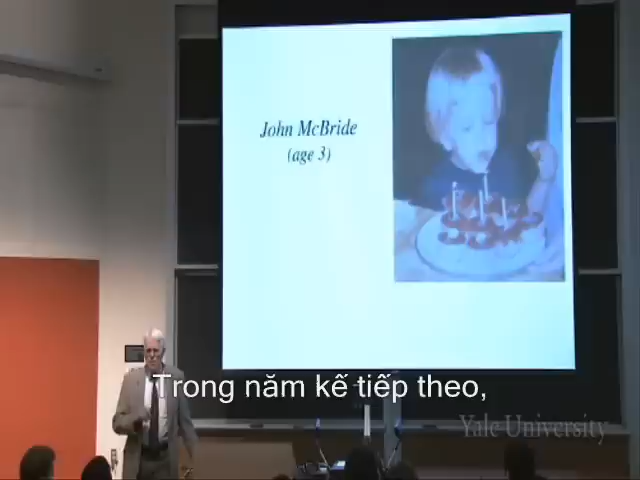 John McBride
(age 3)
Trong năm kế tiếp theo,
Yale University